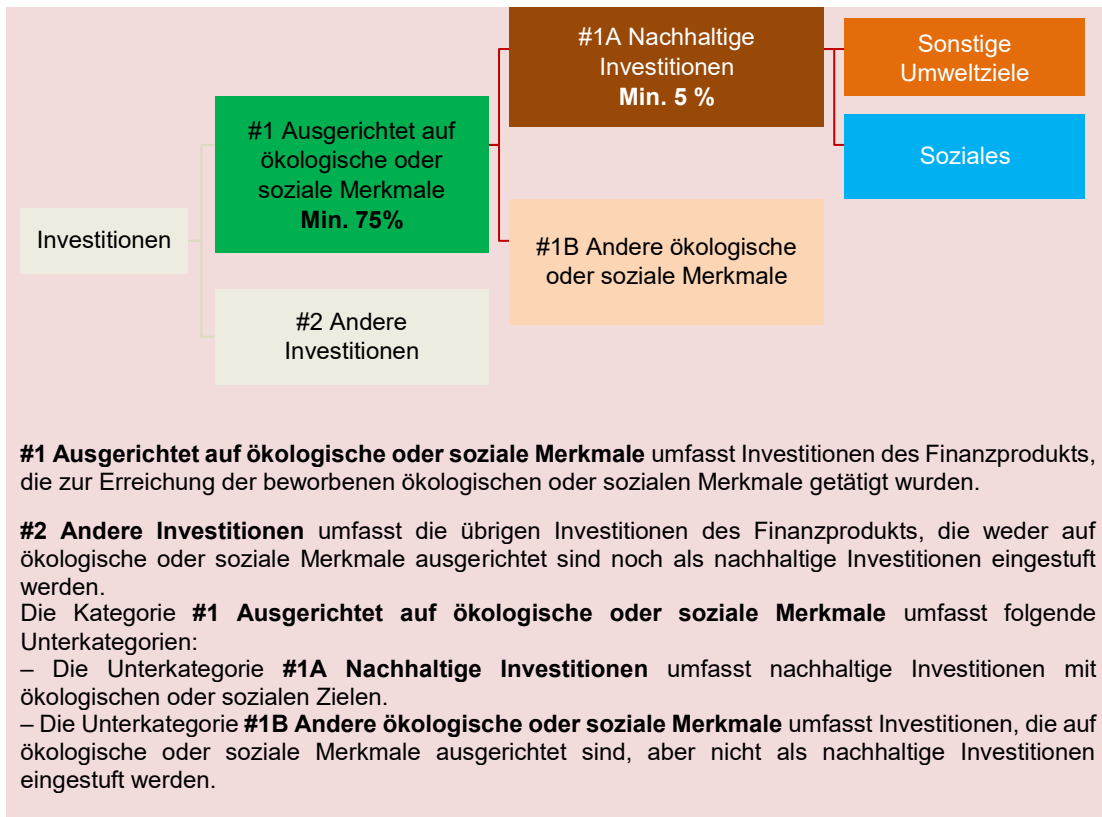 #1A Nachhaltige
Investitionen
Min. 5 %
Sonstige
Umweltziele
Soziales
#1 Ausgerichtet auf
ökologische oder
soziale Merkmale
Min. 75%
Investitionen
#1B Andere ökologische
oder soziale Merkmale
#2 Andere
Investitionen
#1 Ausgerichtet auf ökologische oder soziale Merkmale umfasst Investitionen des Finanzprodukts,
die zur Erreichung der beworbenen ökologischen oder sozialen Merkmale getätigt wurden.
#2 Andere Investitionen umfasst die übrigen Investitionen des Finanzprodukts, die weder auf
ökologische oder soziale Merkmale ausgerichtet sind noch als nachhaltige Investitionen eingestuft
werden.
Die Kategorie #1 Ausgerichtet auf ökologische oder soziale Merkmale umfasst folgende
Unterkategorien:
– Die Unterkategorie #1A Nachhaltige Investitionen umfasst nachhaltige Investitionen mit
ökologischen oder sozialen Zielen.
– Die Unterkategorie #1B Andere ökologische oder soziale Merkmale umfasst Investitionen, die auf
ökologische oder soziale Merkmale ausgerichtet sind, aber nicht als nachhaltige Investitionen
eingestuft werden.